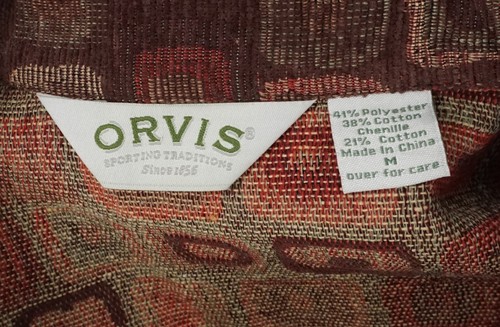 ORVIS®
SPORTING TRADITIONS
Since 1856
41% Polyester
38% Cotton
Chenille
21% Cotton
Made In China
M
over for care